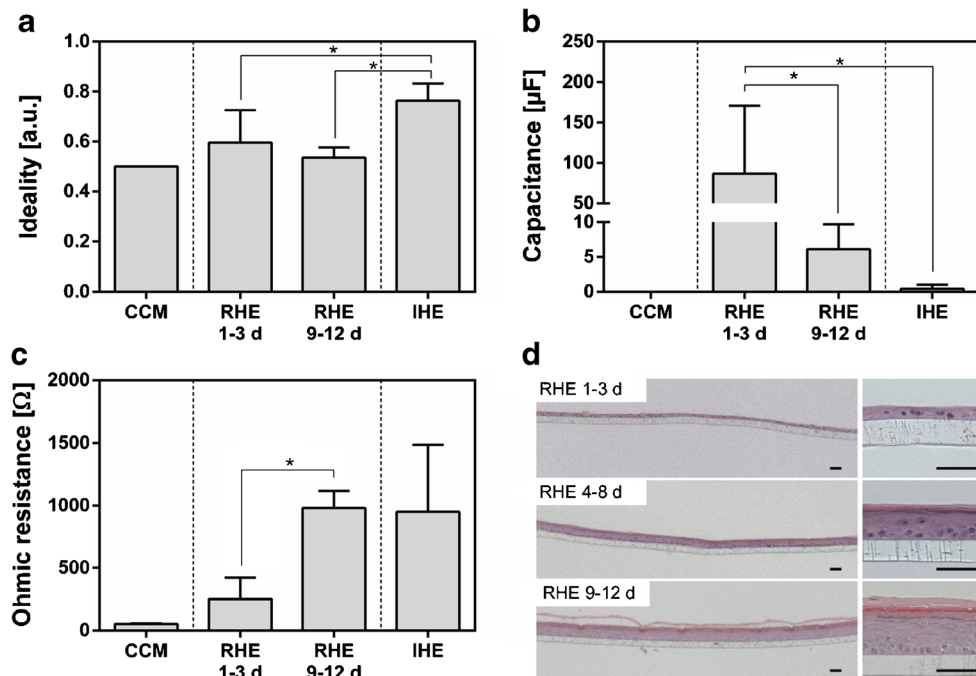 a
Ideality [a.u.]
1.0
0.8
0.6
0.4
0.2
0.0
*
*
CCM
RHE
1-3 d
RHE
9-12 d
IHE
b
Capacitance [µF]
250
200
150
100
50
10
5
0
*
*
CCM
RHE
1-3 d
RHE
9-12 d
IHE
c
Ohmic resistance [Ω]
2000
1500
1000
500
0
*
CCM
RHE
1-3 d
RHE
9-12 d
IHE
d
RHE 1-3 d
RHE 4-8 d
RHE 9-12 d